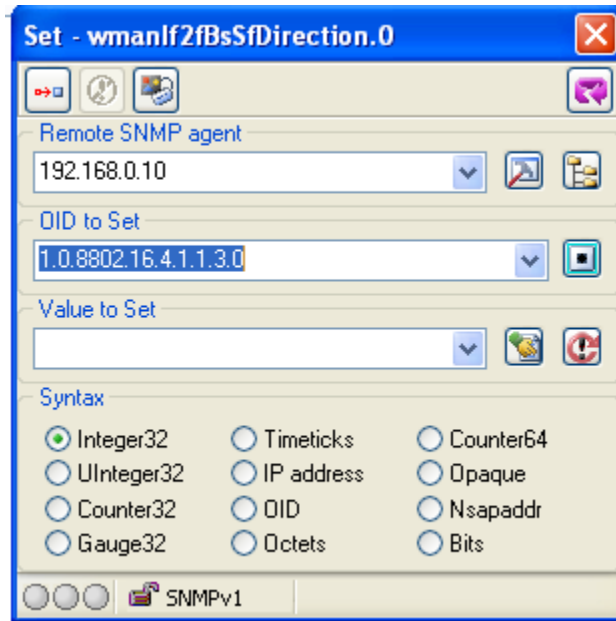 Set - wmanIf2fBsSfDirection.0
Remote SNMP agent
192.168.0.10
OID to Set
1.0.8802.16.4.1.1.3.0
Value to Set
Syntax
Integer32 Timeticks Counter64
UInteger32 IP address Opaque
Counter32 OID Nsapaddr
Gauge32 Octets Bits
SNMPv1